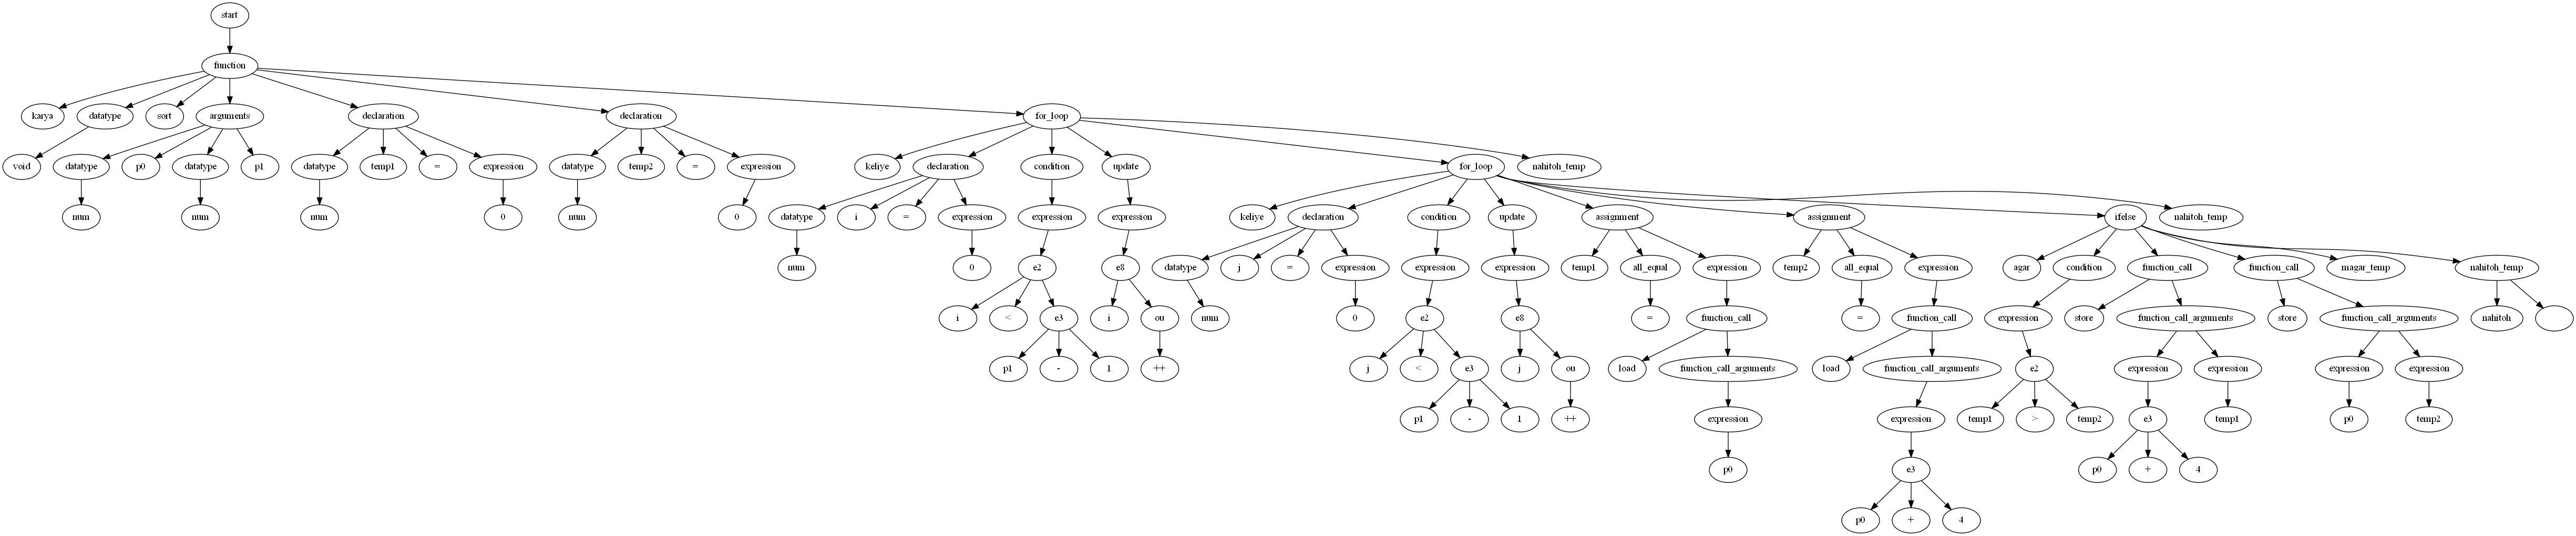 start
function
karya datatype sort arguments declaration declaration for_loop
void datatype p0 datatype p1 datatype temp1 = expression datatype temp2 = expression keliye declaration condition update for_loop nahitoh_temp
num num num 0 num 0 datatype i = expression expression expression keliye declaration condition update assignment assignment ifelse nahitoh_temp
num 0 e2 e8 datatype j = expression expression expression temp1 all_equal expression temp2 all_equal expression agar condition function_call function_call magar_temp nahitoh_temp
i < e3 i ou num 0 e2 e8 = function_call = function_call expression store function_call_arguments store function_call_arguments nahitoh
p1 - 1 ++ j < e3 j ou load function_call_arguments load function_call_arguments e2 expression expression expression expression
p1 - 1 ++ expression expression temp1 > temp2 e3 temp1 p0 temp2
p0 e3 p0 + 4
p0 + 4